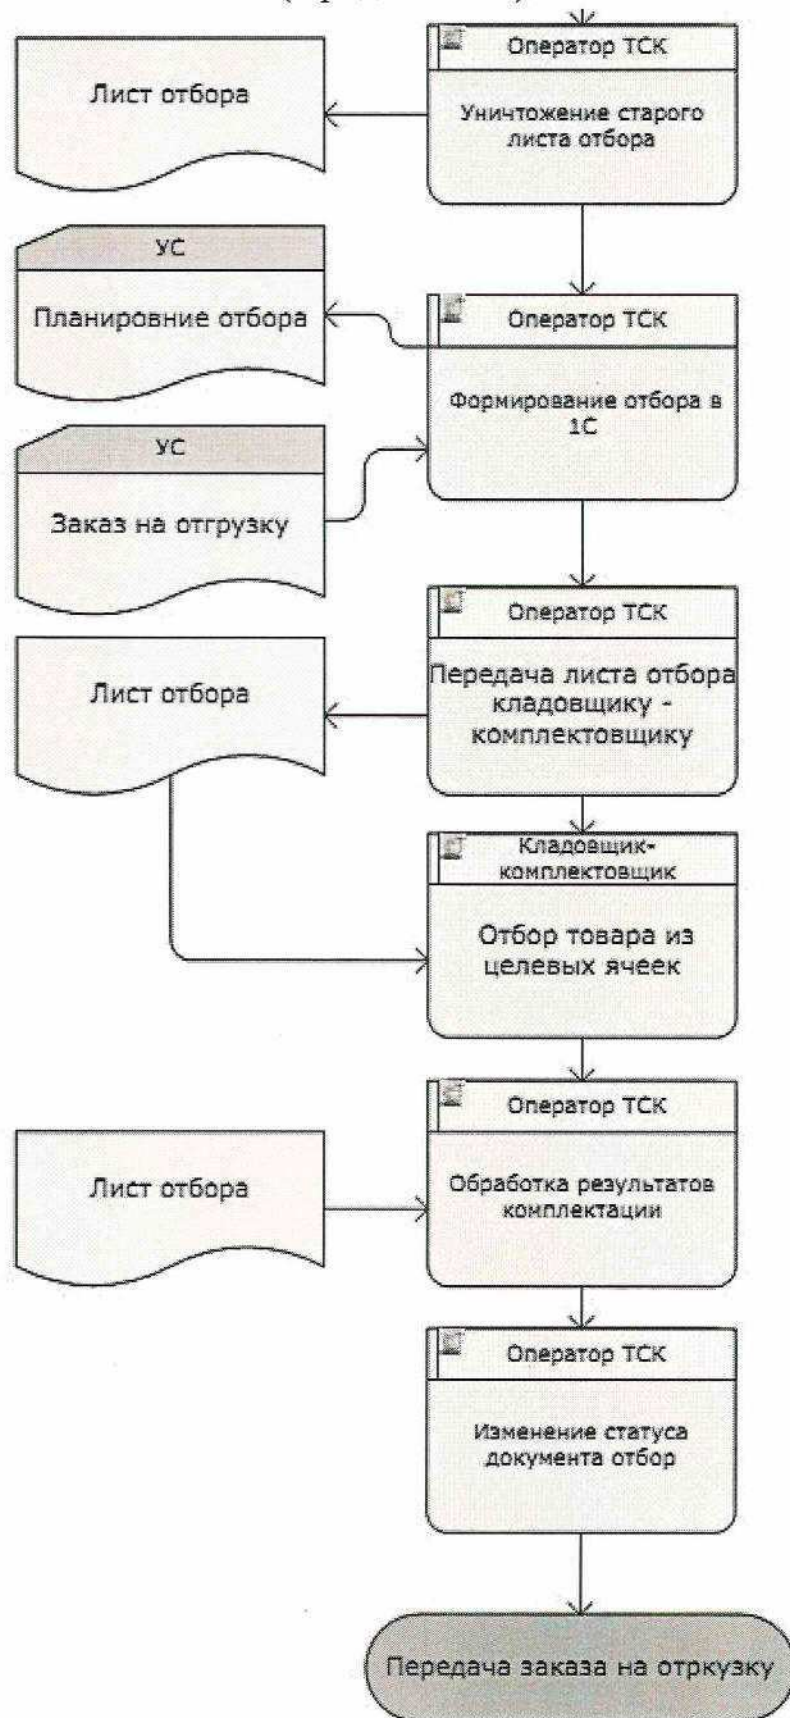 Оператор ТСК
Лист отбора
Уничтожение старого
листа отбора
УС
Планировние отбора
Оператор ТСК
Формирование отбора в
1С
УС
Заказ на отгрузку
Оператор ТСК
Передача листа отбора
кладовщику -
комплектовщику
Лист отбора
Кладовщик-
комплектовщик
Отбор товара из
целевых ячеек
Оператор ТСК
Обработка результатов
комплектации
Лист отбора
Оператор ТСК
Изменение статуса
документа отбор
Передача заказа на откузку